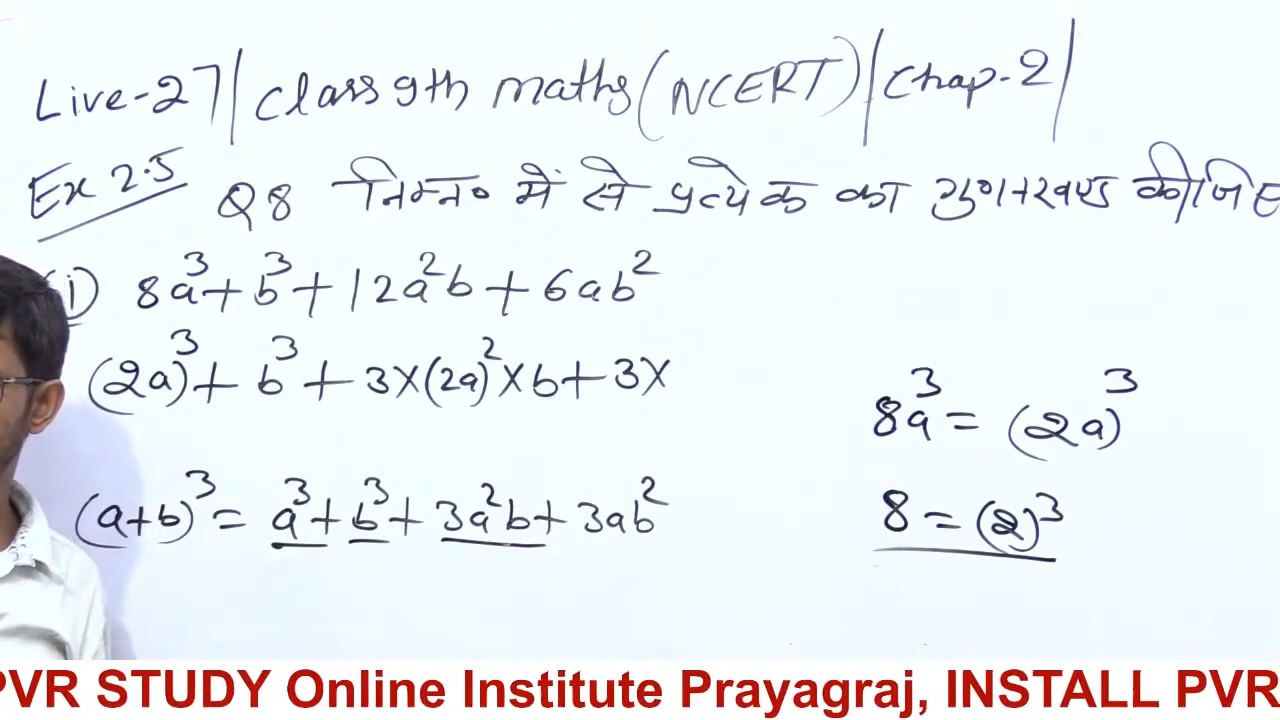 Live-27 | Class 9th maths (NCERT) | Chap-2 |
Ex 2.5 Q8 निम्न० में से प्रत्येक का गुणनखण्ड कीजिए
(i) 8a³ + b³ + 12a²b + 6ab²
(2a)³ + b³ + 3×(2a)²×b + 3×
8a³ = (2a)³
(a+b)³ = a³ + b³ + 3a²b + 3ab²
8 = (2)³
PVR STUDY Online Institute Prayagraj, INSTALL PVR